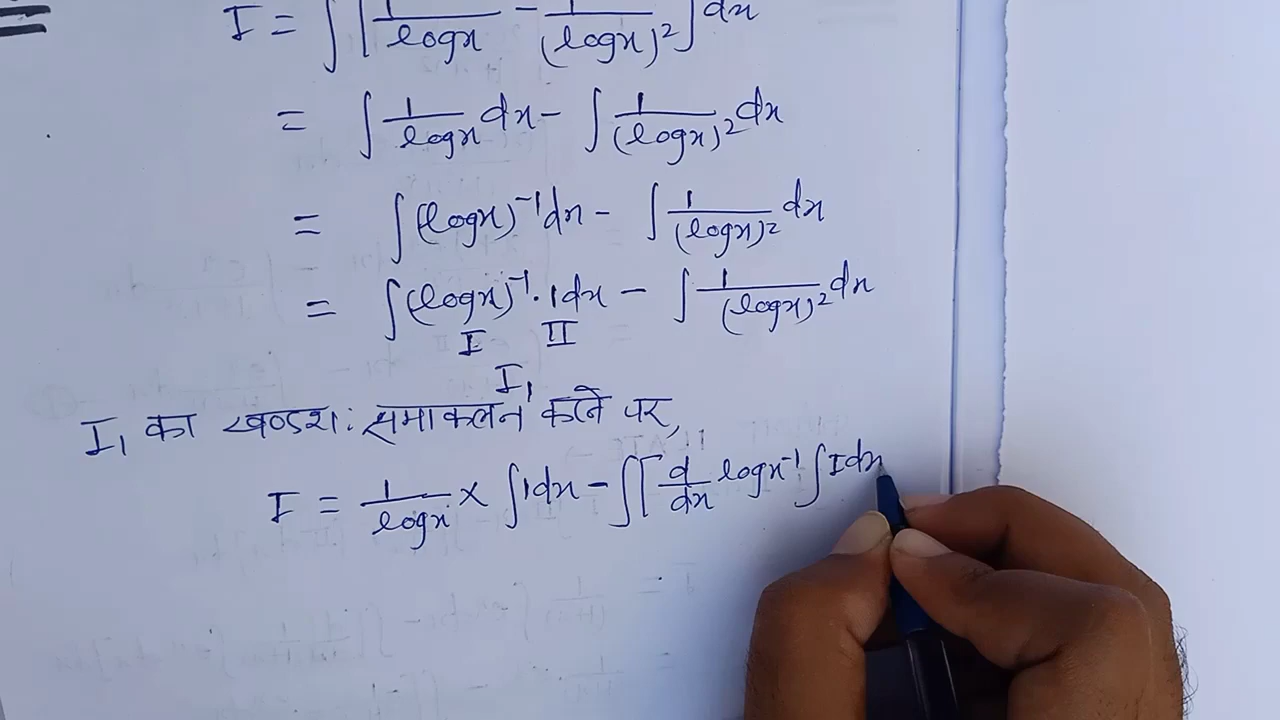 I = ∫[1/logx - 1/(logx)²]dx
= ∫ 1/logx dx - ∫ 1/(logx)² dx
= ∫(logx)⁻¹dx - ∫ 1/(logx)² dx
= ∫(logx)⁻¹·1dx - ∫ 1/(logx)² dx
I II
I₁
I₁ का खण्डशः समाकलन करने पर,
I = 1/logx × ∫1dx - ∫[d/dx logx⁻¹ ∫1dx